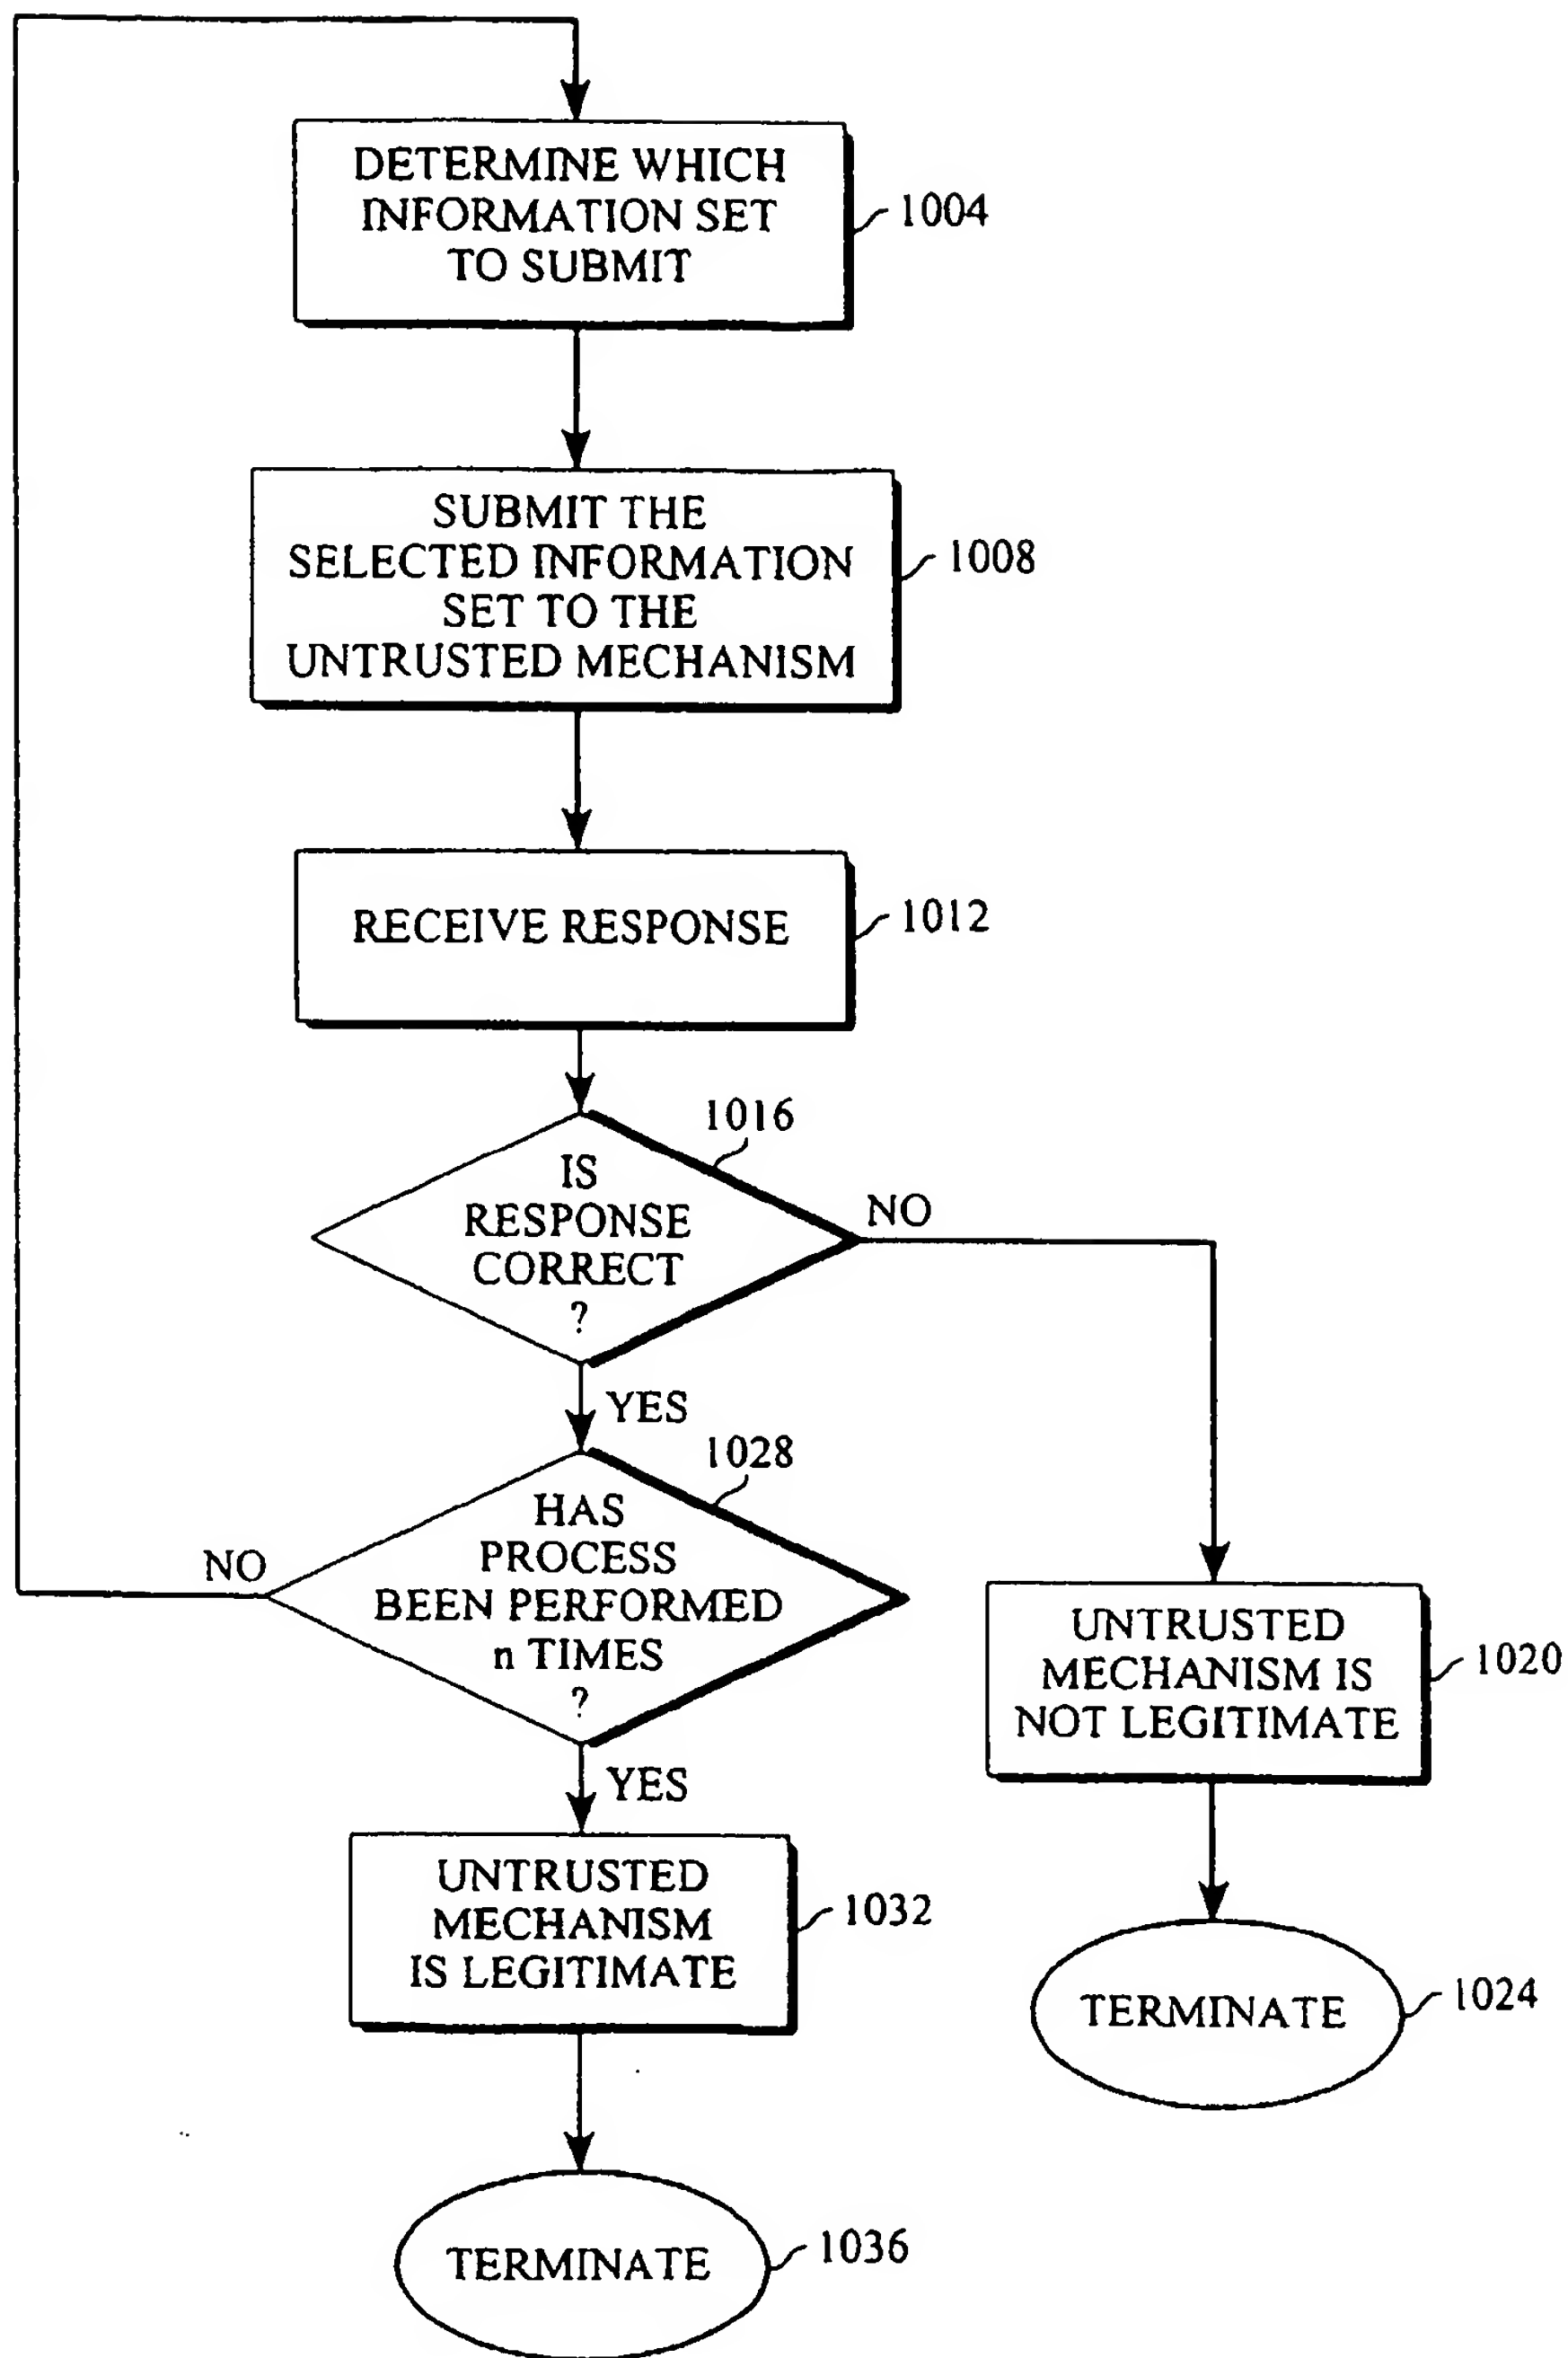 DETERMINE WHICH
INFORMATION SET
TO SUBMIT
1004
SUBMIT THE
SELECTED INFORMATION
SET TO THE
UNTRUSTED MECHANISM
1008
RECEIVE RESPONSE
1012
1016
IS
RESPONSE
CORRECT
?
NO
YES
1028
HAS
PROCESS
BEEN PERFORMED
n TIMES
?
NO
YES
UNTRUSTED
MECHANISM IS
NOT LEGITIMATE
1020
UNTRUSTED
MECHANISM
IS LEGITIMATE
1032
TERMINATE
1024
TERMINATE
1036